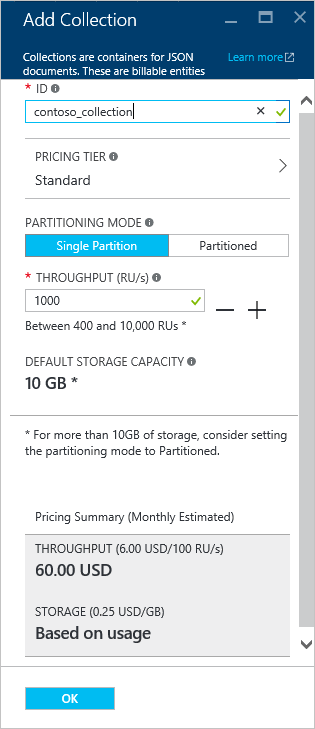 Add Collection
Collections are containers for JSON
documents. These are billable entities
Learn more
* ID
contoso_collection
PRICING TIER
Standard
PARTITIONING MODE
Single Partition
Partitioned
* THROUGHPUT (RU/s)
1000
Between 400 and 10,000 RUs *
DEFAULT STORAGE CAPACITY
10 GB *
* For more than 10GB of storage, consider setting
the partitioning mode to Partitioned.
Pricing Summary (Monthly Estimated)
THROUGHPUT (6.00 USD/100 RU/s)
60.00 USD
STORAGE (0.25 USD/GB)
Based on usage
OK